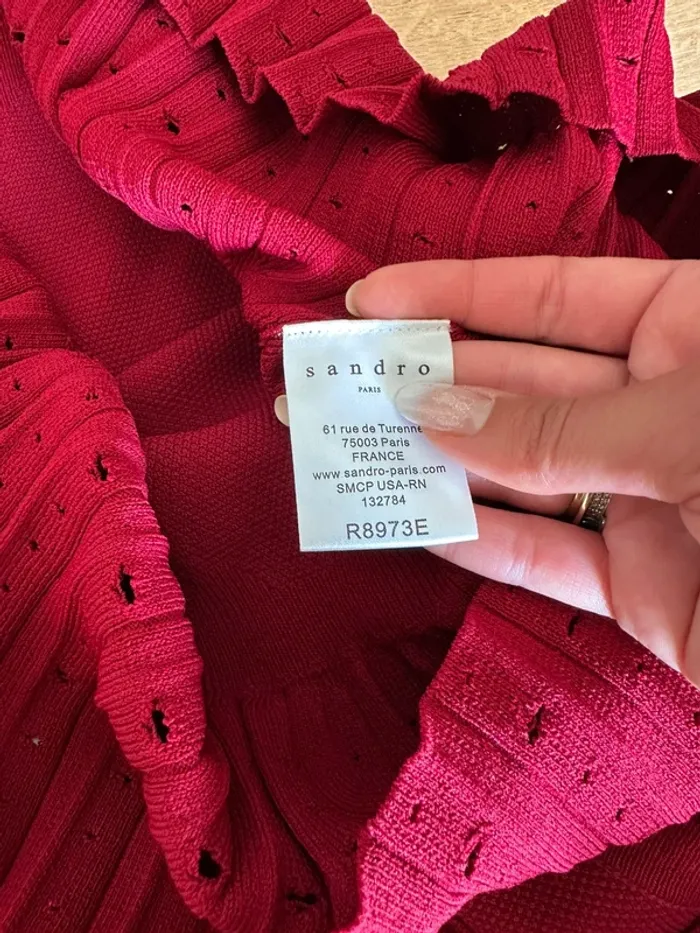 sandro
PARIS
61 rue de Turenne
75003 Paris
FRANCE
www.sandro-paris.com
SMCP USA-RN
132784
R8973E